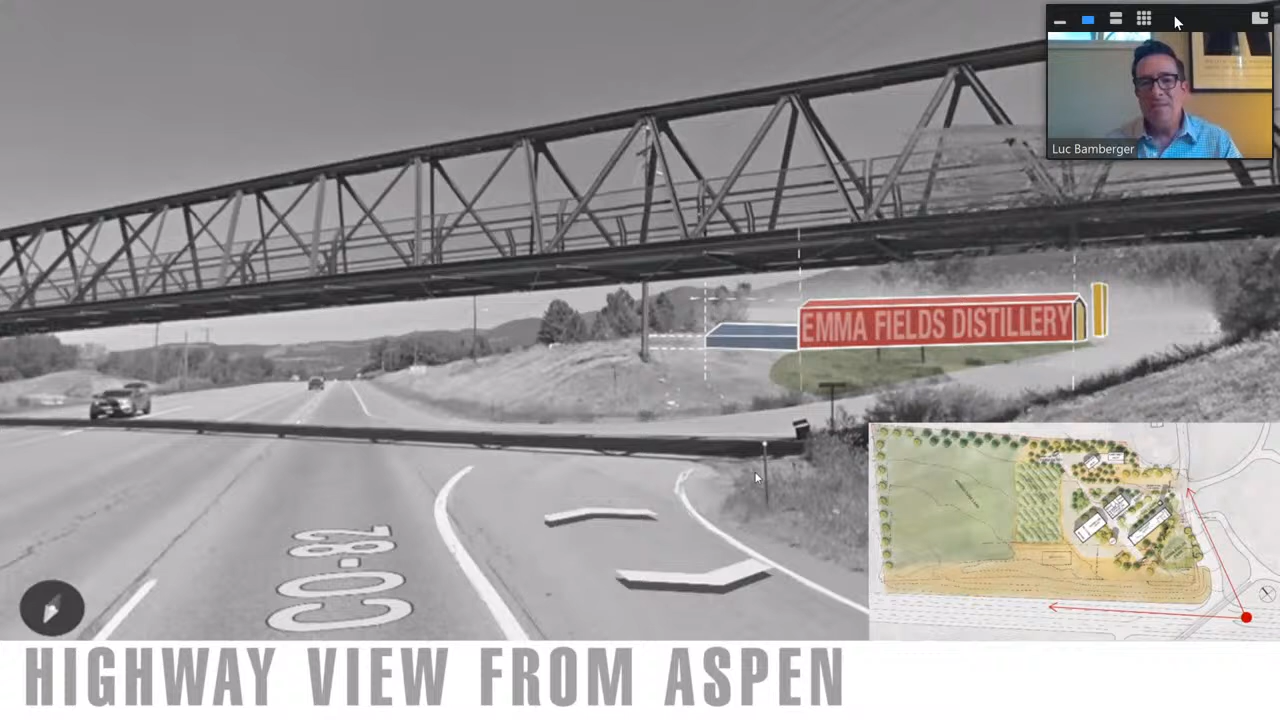 Luc Bamberger
EMMA FIELDS DISTILLERY
CO-82
HIGHWAY VIEW FROM ASPEN